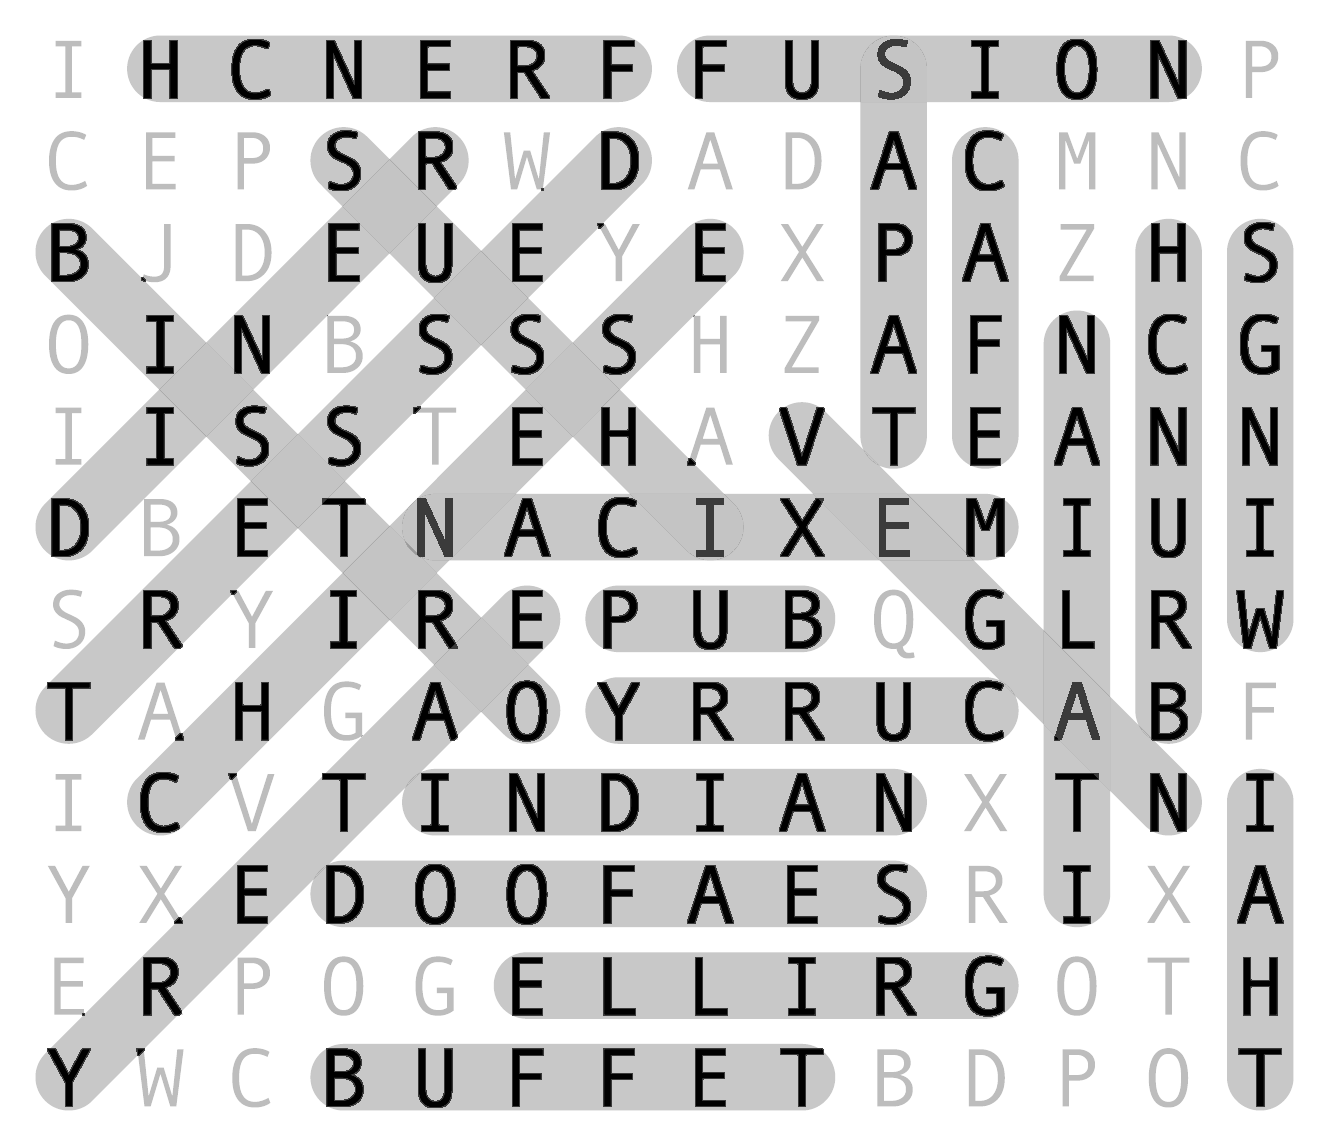 I H C N E R F F U S I O N P
C E P S R W D A D A C M N C
B J D E U E Y E X P A Z H S
O I N B S S S H Z A F N C G
I I S S T E H A V T E A N N
D B E T N A C I X E M I U I
S R Y I R E P U B Q G L R W
T A H G A O Y R R U C A B F
I C V T I N D I A N X T N I
Y X E D O O F A E S R I X A
E R P O G E L L I R G O T H
Y W C B U F F E T B D P O T